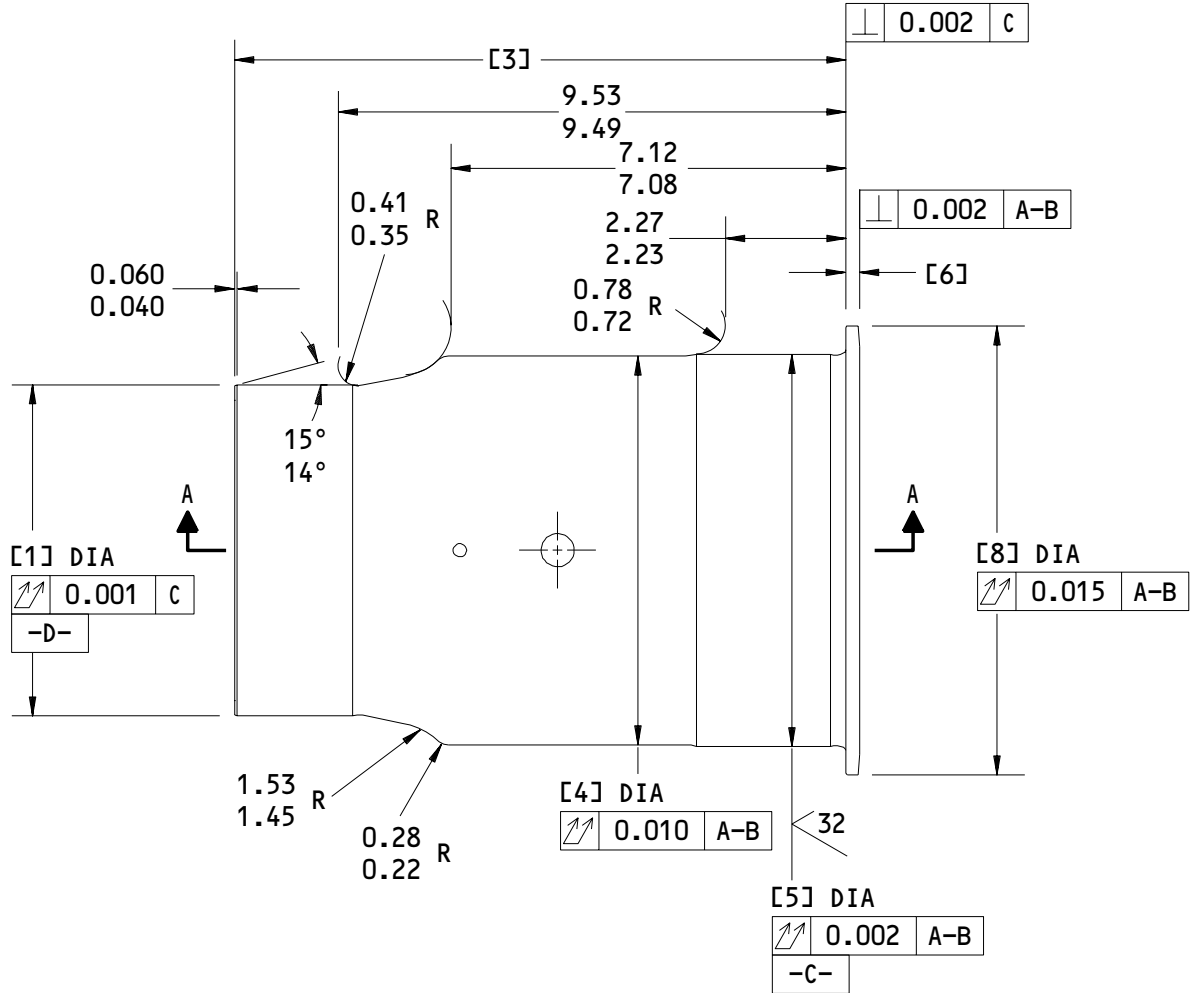 ⊥ 0.002 C
[3]
9.53
9.49
7.12
7.08
⊥ 0.002 A-B
0.41
0.35 R
2.27
2.23
[6]
0.060
0.040
0.78
0.72 R
15°
14°
A
A
[1] DIA
0.001 C
-D-
[8] DIA
0.015 A-B
1.53
1.45 R
0.28
0.22 R
[4] DIA
0.010 A-B
32
[5] DIA
0.002 A-B
-C-